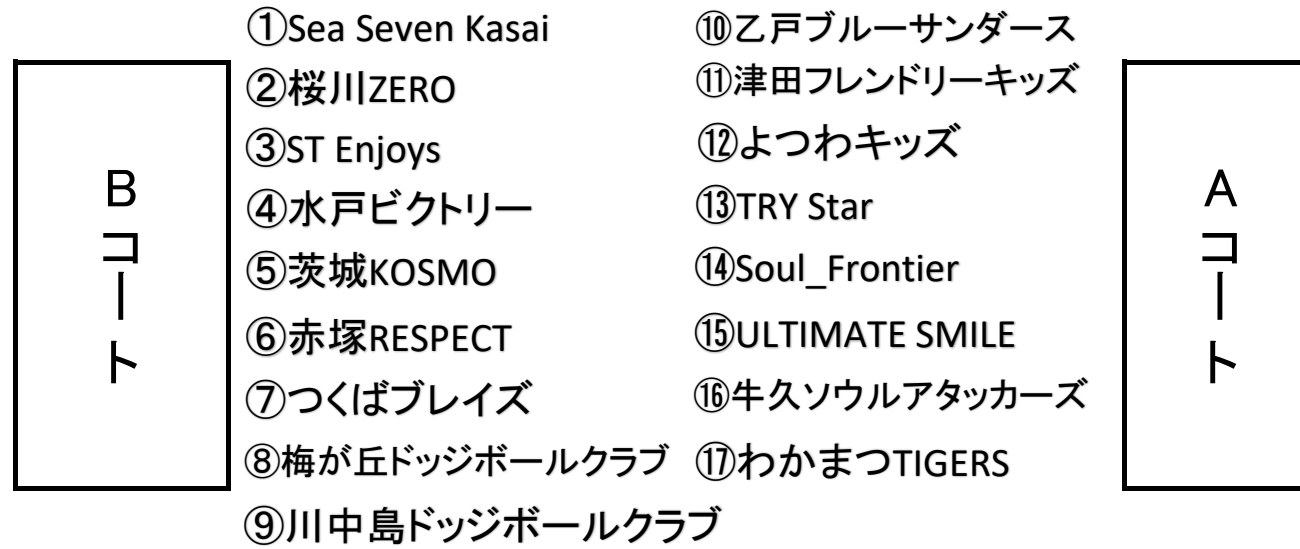 Bコート
①Sea Seven Kasai
②桜川ZERO
③ST Enjoys
④水戸ビクトリー
⑤茨城KOSMO
⑥赤塚RESPECT
⑦つくばブレイズ
⑧梅が丘ドッジボールクラブ
⑨川中島ドッジボールクラブ
⑩乙戸ブルーサンダース
⑪津田フレンドリーキッズ
⑫よつわキッズ
⑬TRY Star
⑭Soul_Frontier
⑮ULTIMATE SMILE
⑯牛久ソウルアタッカーズ
⑰わかまつTIGERS
Aコート